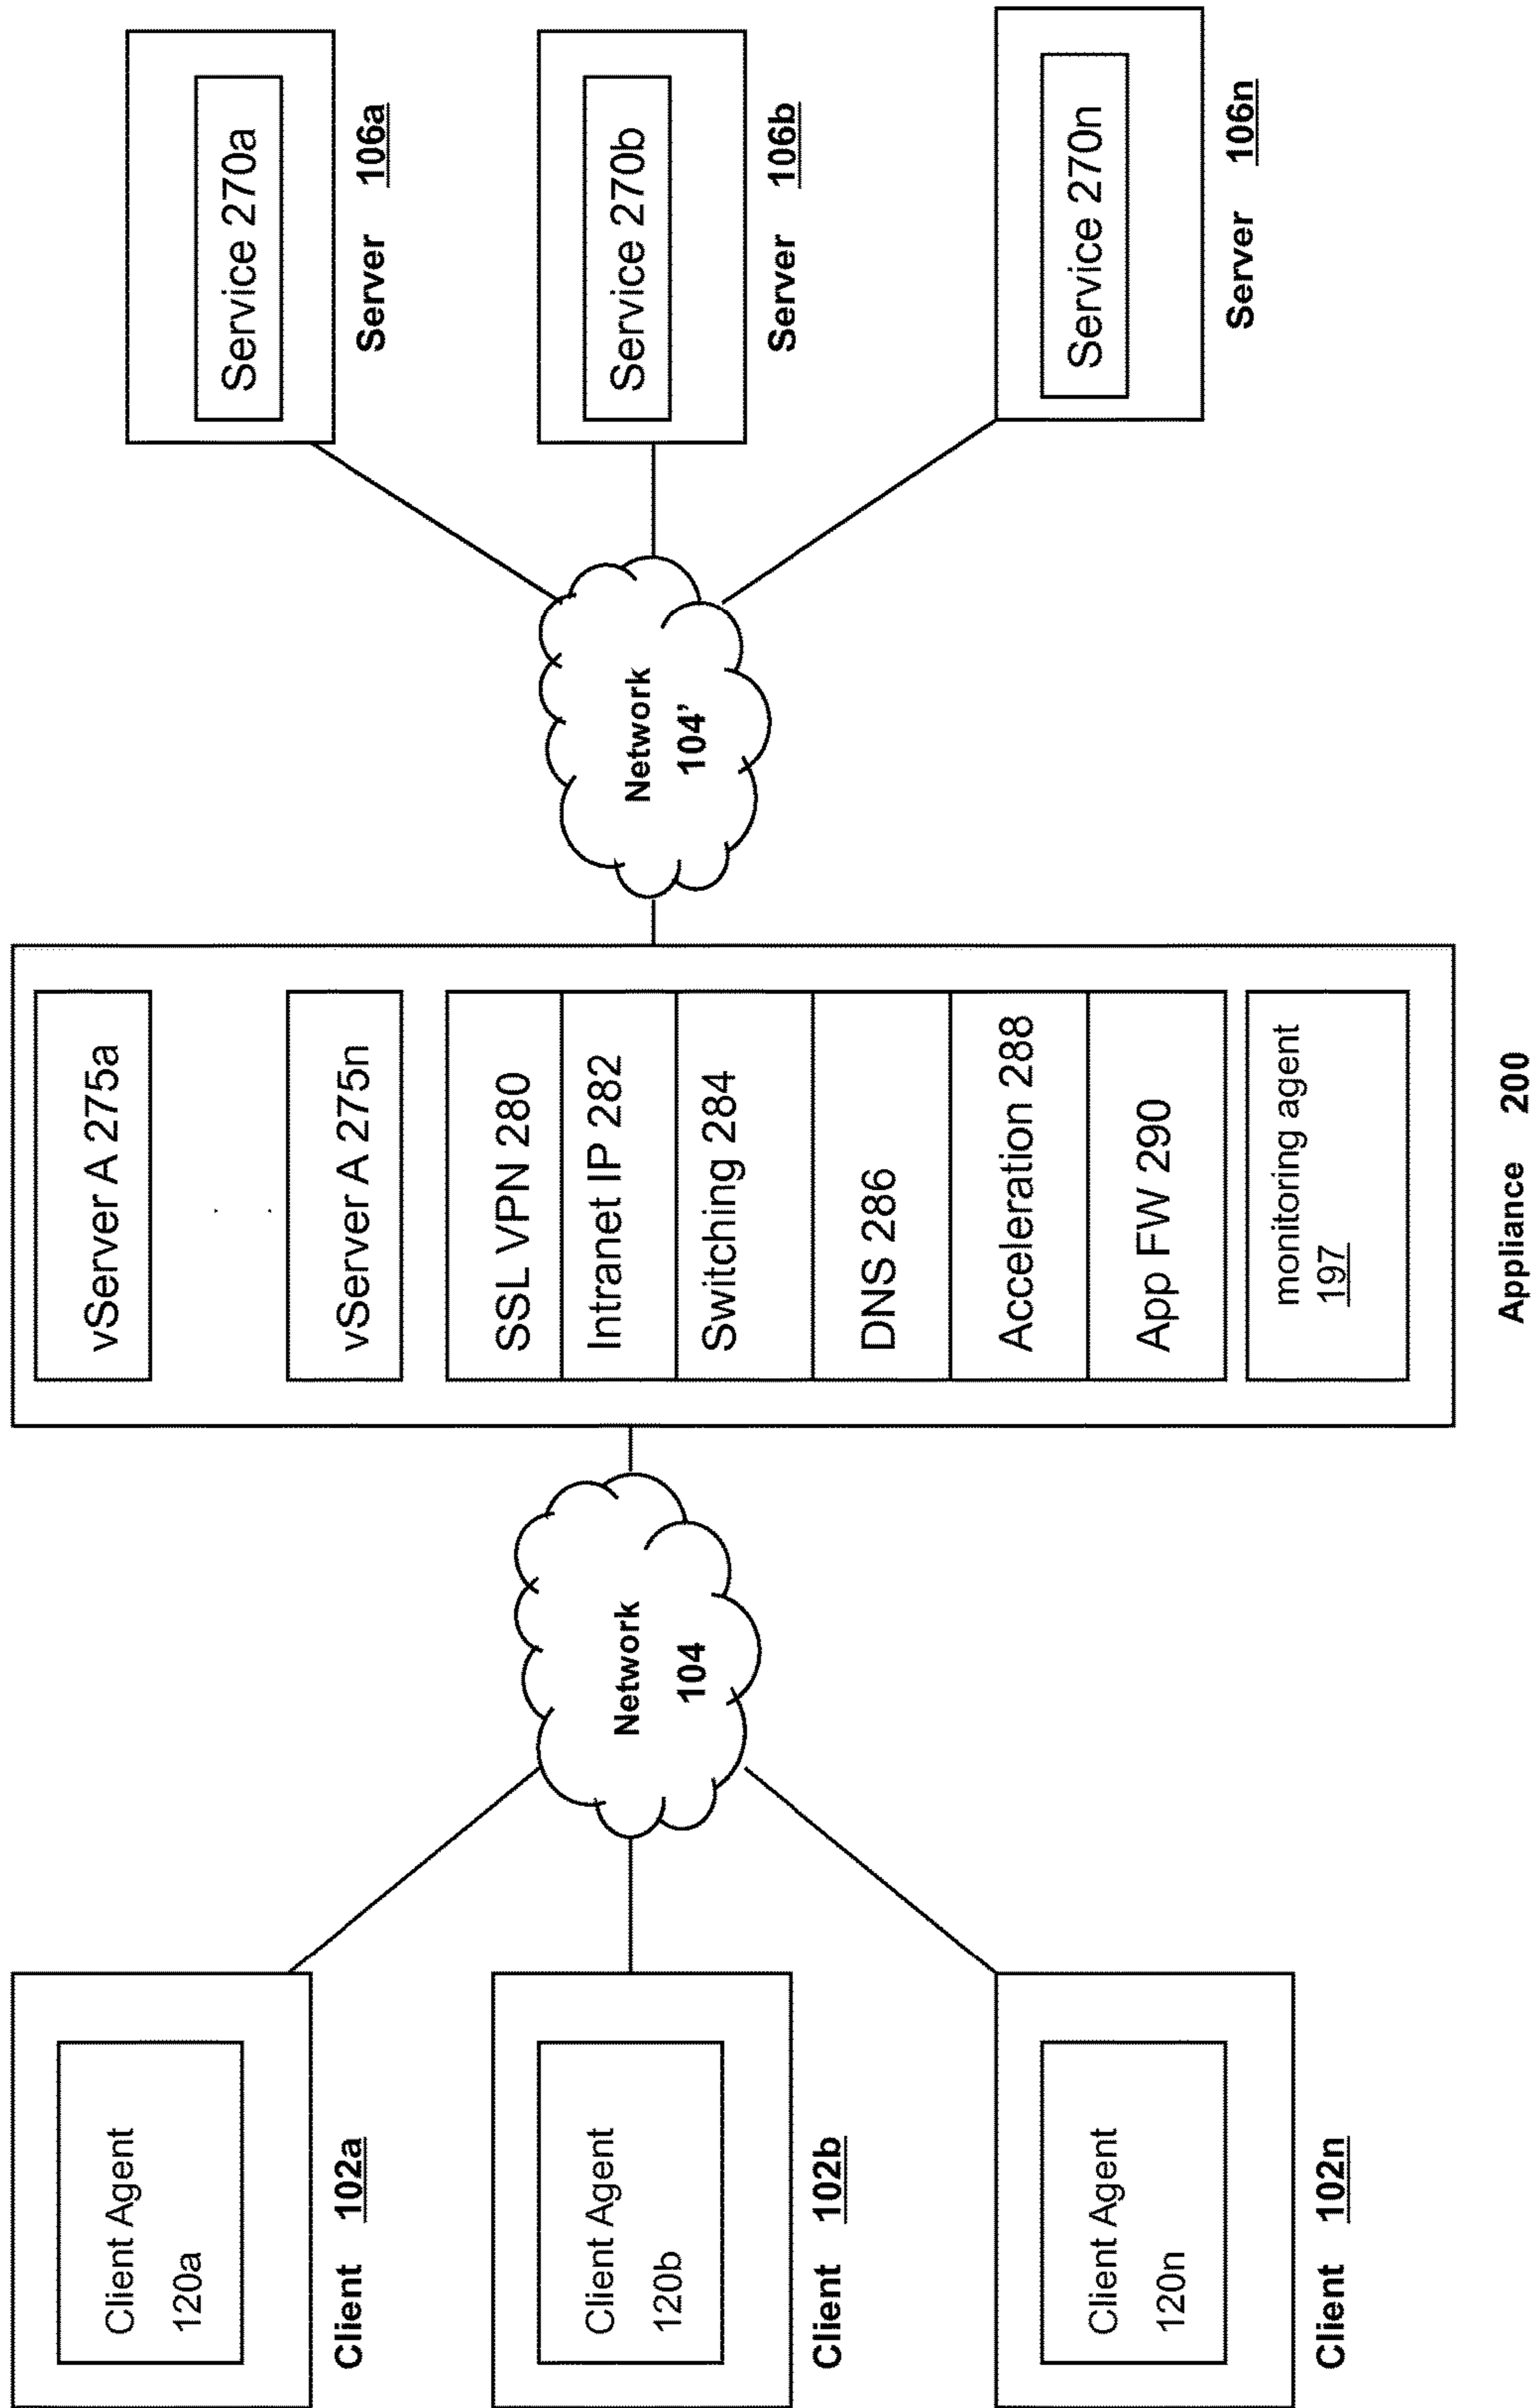 Client Agent
120a
Client 102a
Client Agent
120b
Client 102b
Client Agent
120n
Client 102n
Network
104
vServer A 275a
vServer A 275n
SSL VPN 280
Intranet IP 282
Switching 284
DNS 286
Acceleration 288
App FW 290
monitoring agent
197
Appliance 200
Network
104'
Service 270a
Server 106a
Service 270b
Server 106b
Service 270n
Server 106n